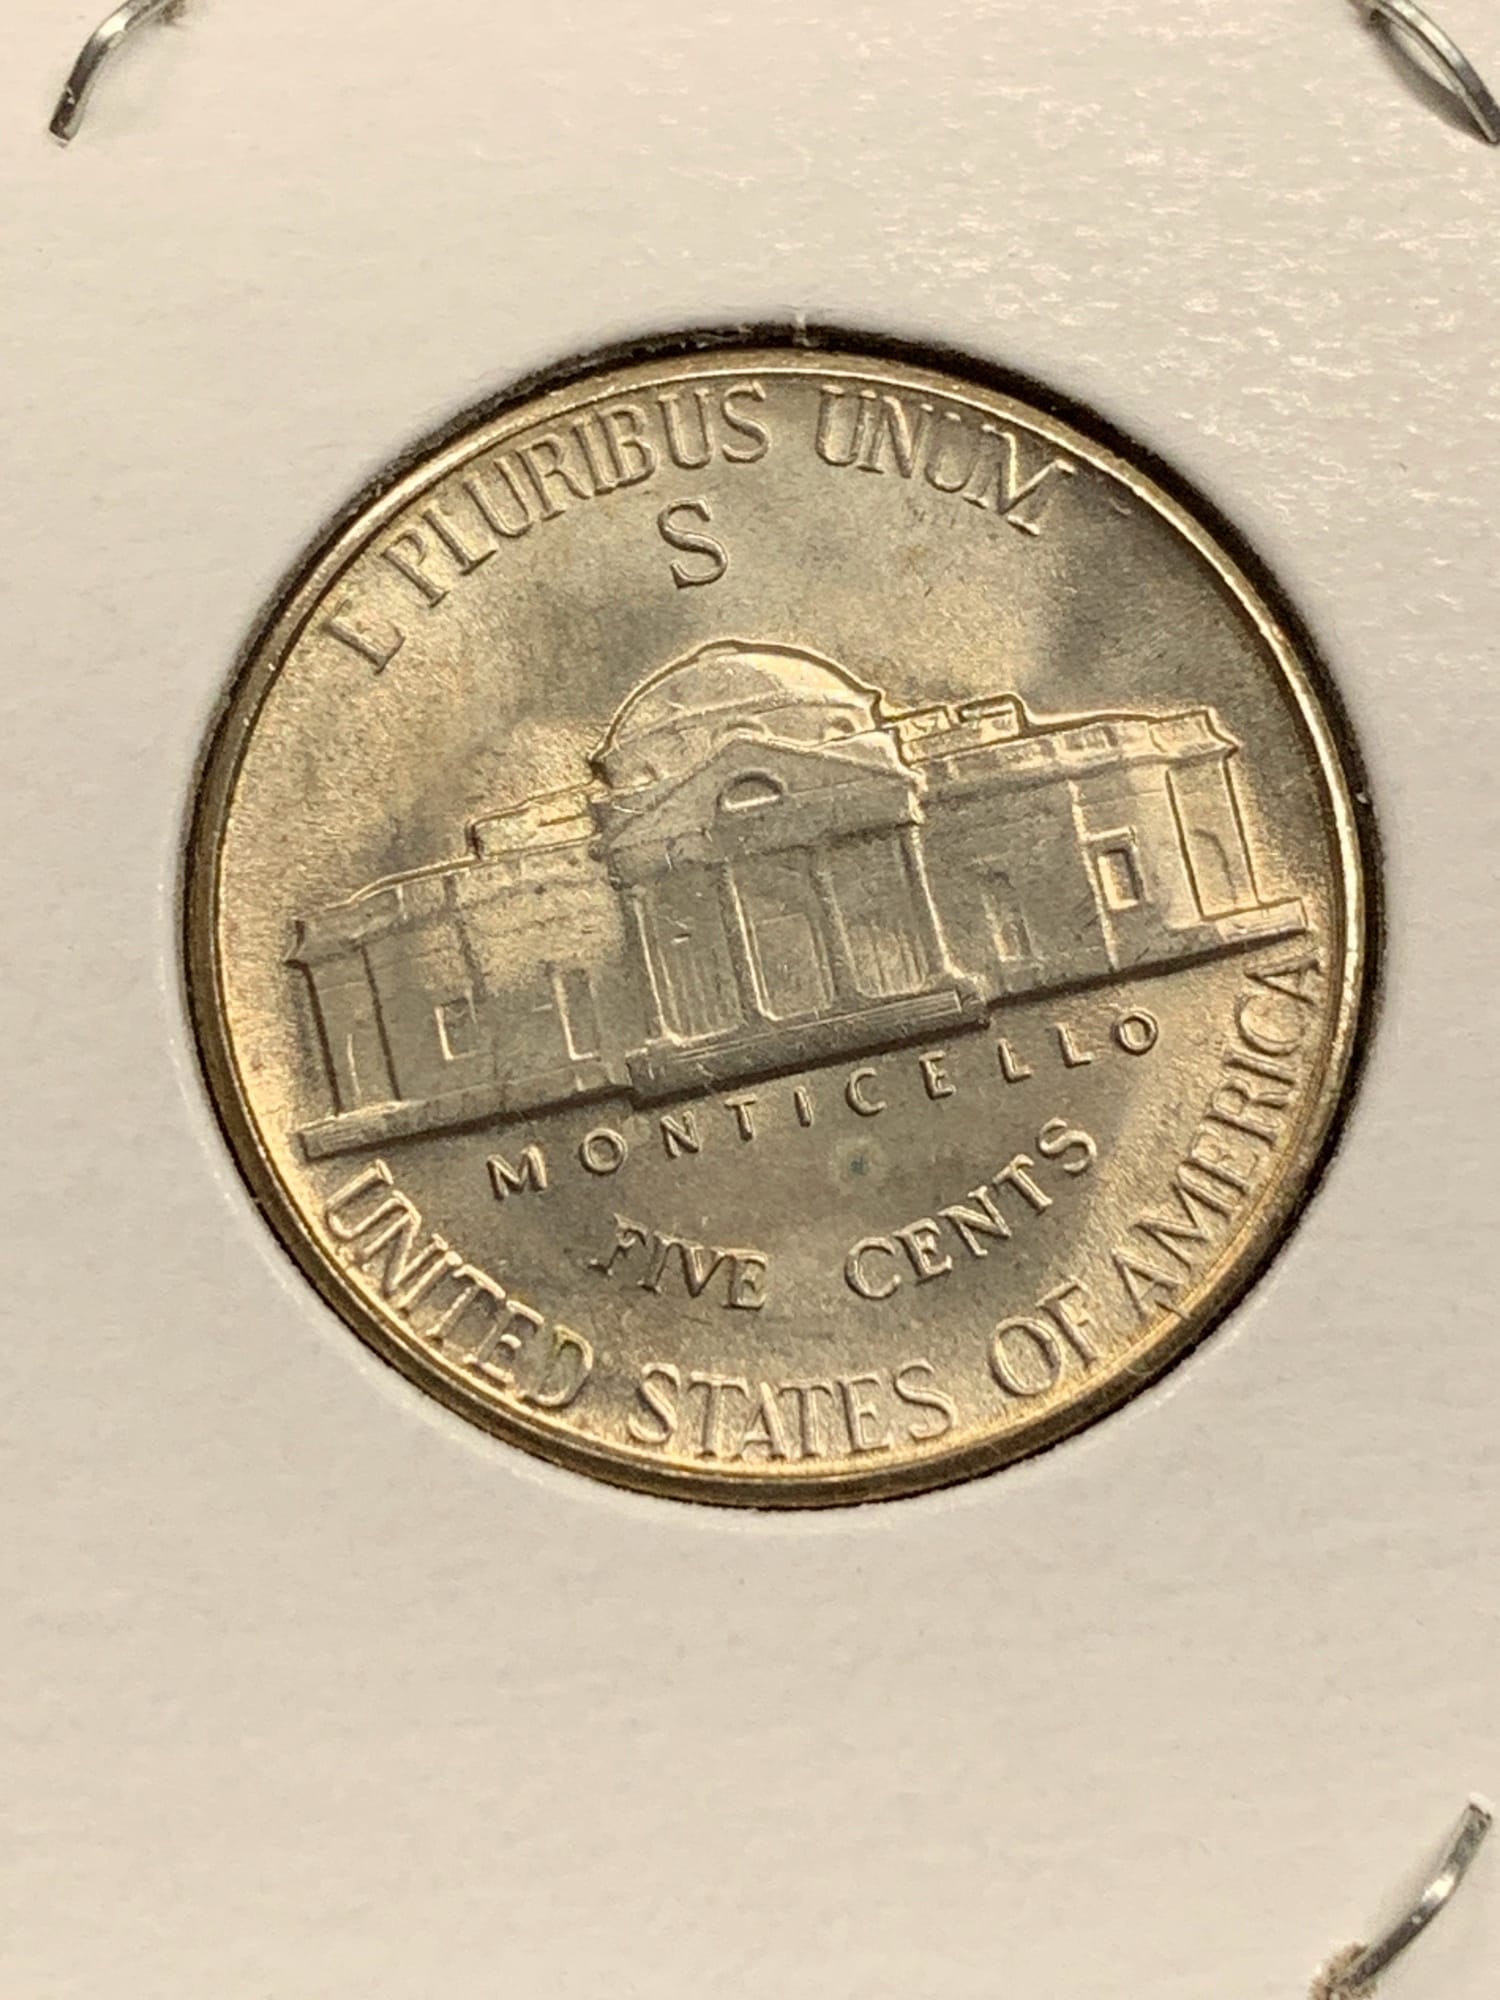 E PLURIBUS UNUM
S
MONTICELLO
FIVE CENTS
UNITED STATES OF AMERICA